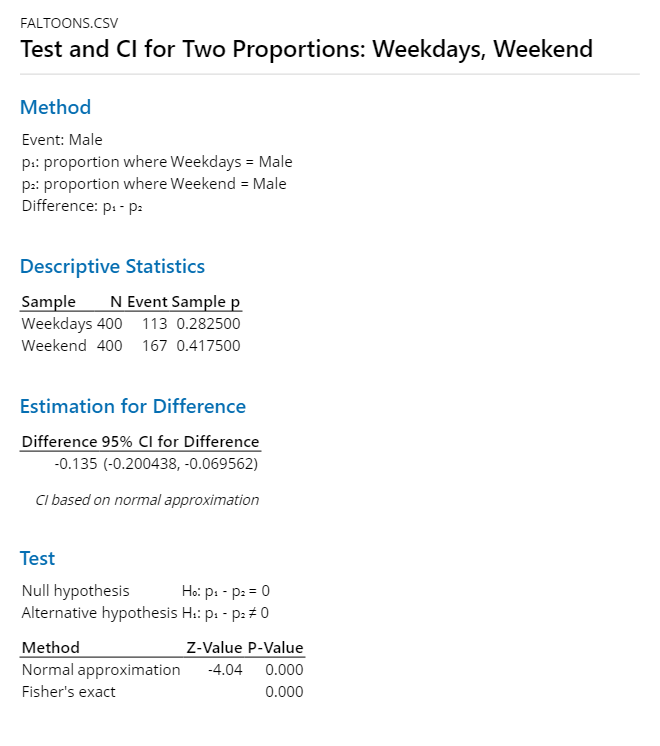 FALTOONS.CSV
Test and CI for Two Proportions: Weekdays, Weekend
Method
Event: Male
p₁: proportion where Weekdays = Male
p₂: proportion where Weekend = Male
Difference: p₁ - p₂
Descriptive Statistics
Sample N Event Sample p
Weekdays 400 113 0.282500
Weekend 400 167 0.417500
Estimation for Difference
Difference 95% CI for Difference
-0.135 (-0.200438, -0.069562)
CI based on normal approximation
Test
Null hypothesis H₀: p₁ - p₂ = 0
Alternative hypothesis H₁: p₁ - p₂ ≠ 0
Method Z-Value P-Value
Normal approximation -4.04 0.000
Fisher's exact 0.000